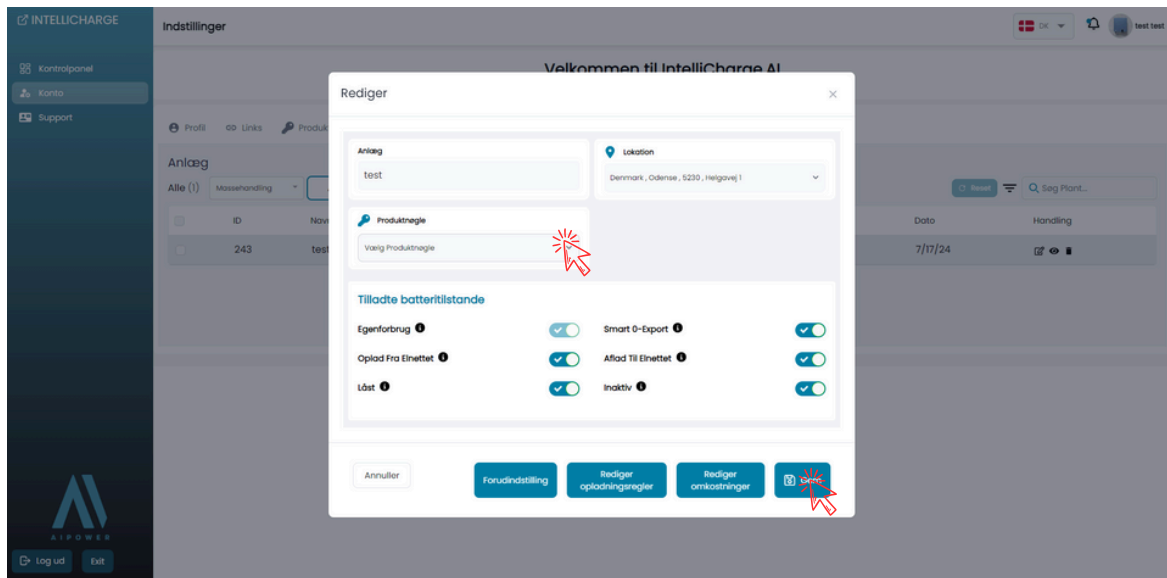 INTELLICHARGE
Indstillinger
DK
test test
Kontrolpanel
Konto
Support
Velkommen til IntelliCharge AI
Profil
Links
Produk
Anlæg
Alle (1)
Massehandling
Reset
Søg Plant...
ID
Navn
Dato
Handling
243
test
7/17/24
Rediger
Anlæg
test
Lokation
Denmark , Odense , 5230 , Helgavej 1
Produktnøgle
Vælg Produktnøgle
Tilladte batteritilstande
Egenforbrug
Smart 0-Export
Oplad Fra Elnettet
Aflad Til Elnettet
Låst
Inaktiv
Annuller
Forudindstilling
Rediger
opladningsregler
Rediger
omkostninger
Gem
AIPOWER
Log ud
Exit